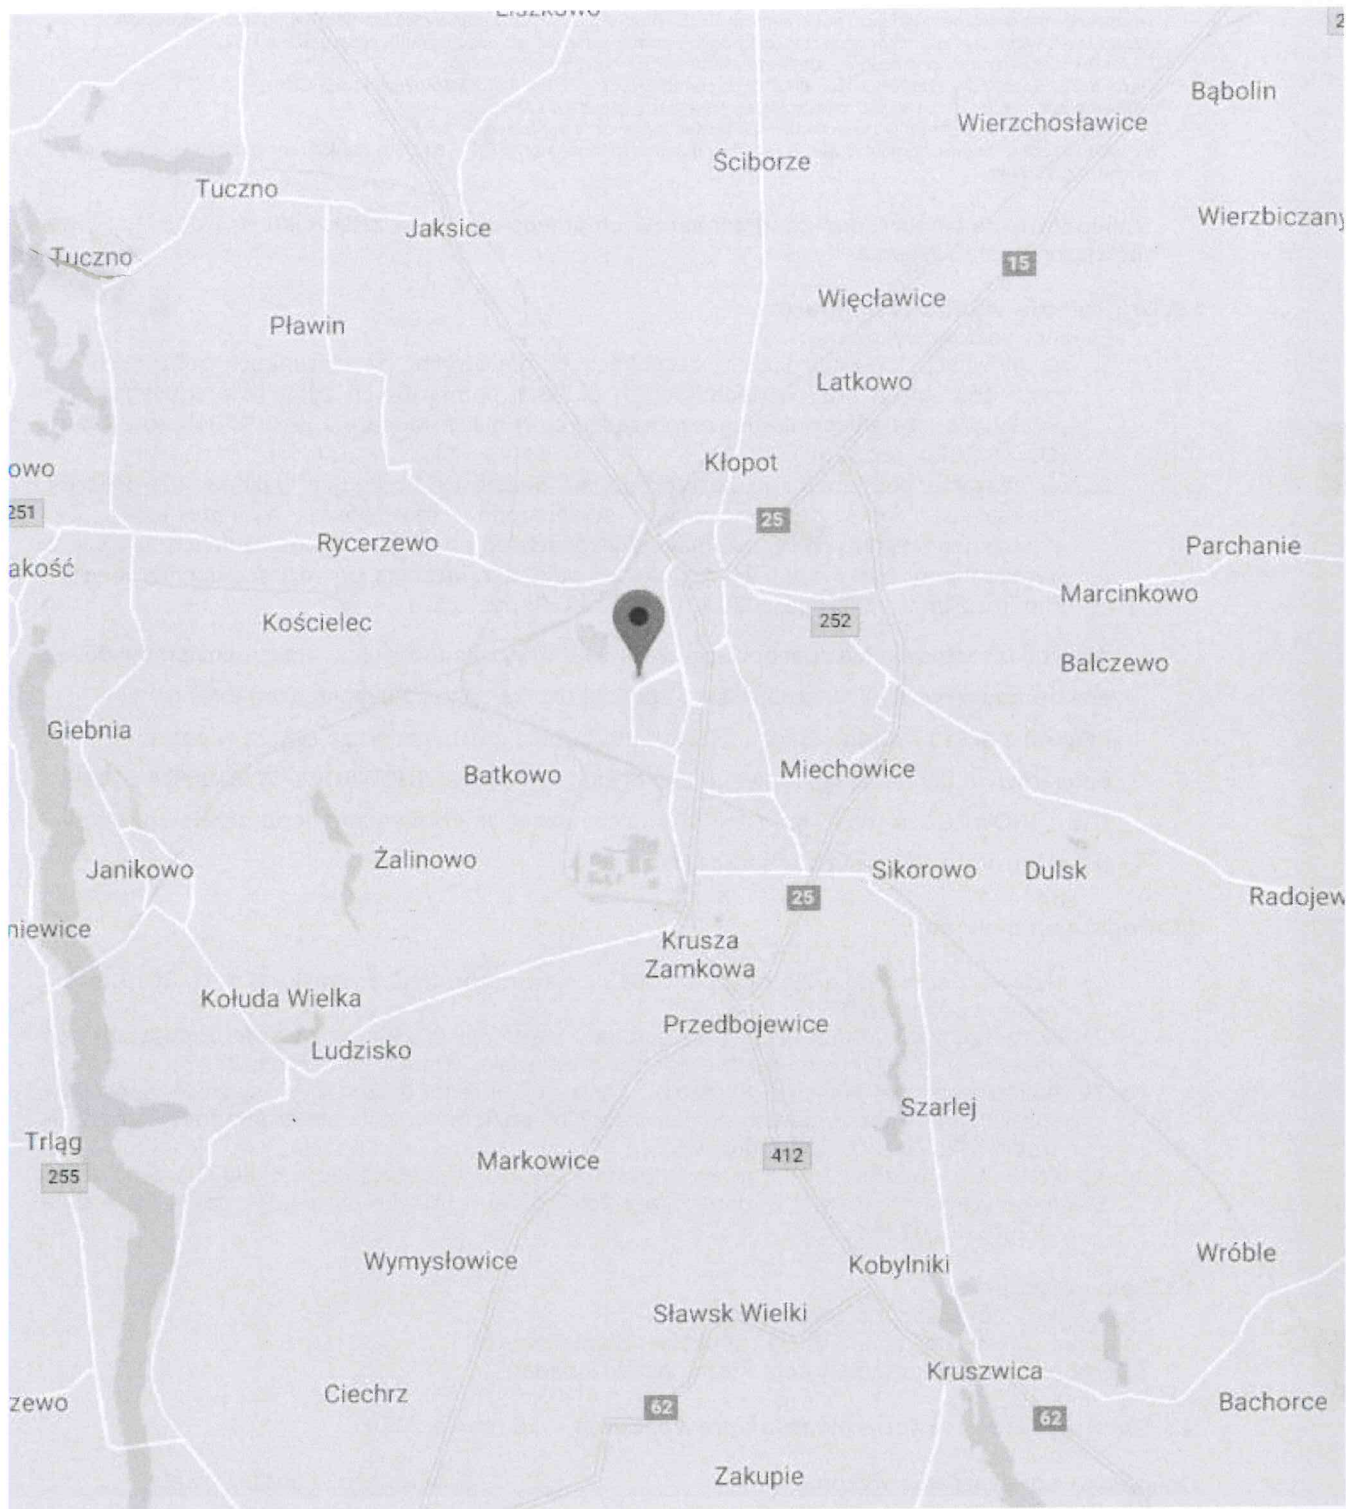 Bąbolin
Wierzchosławice
Ściborze
Tuczno
Wierzbiczany
Jaksice
Tuczno
15
Więcławice
Pławin
Latkowo
Kłopot
owo
251
25
Rycerzewo
Parchanie
akość
Marcinkowo
Kościelec
252
Balczewo
Giebnia
Batkowo
Miechowice
Żalinowo
Janikowo
Sikorowo
Dulsk
25
Radojew
niewice
Krusza
Zamkowa
Kołuda Wielka
Przedbojewice
Ludzisko
Szarlej
Trląg
412
Markowice
255
Wróble
Wymysłowice
Kobylniki
Sławsk Wielki
Kruszwica
Ciechrz
zewo
Bachorce
62
62
Zakupie